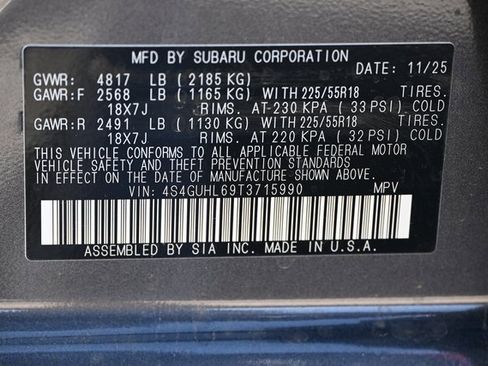 MFD BY SUBARU CORPORATION
GVWR: 4817 LB (2185 KG) DATE: 11/25
GAWR:F 2568 LB (1165 KG) WITH 225/55R18 TIRES.
18X7J RIMS. AT 230 KPA (33 PSI) COLD
GAWR:R 2491 LB (1130 KG) WITH 225/55R18 TIRES.
18X7J RIMS. AT 220 KPA (32 PSI) COLD
THIS VEHICLE CONFORMS TO ALL APPLICABLE FEDERAL MOTOR
VEHICLE SAFETY AND THEFT PREVENTION STANDARDS
IN EFFECT ON THE DATE OF MANUFACTURE SHOWN ABOVE.
VIN: 4S4GUHL69T3715990 MPV
ASSEMBLED BY SIA INC. MADE IN U.S.A.